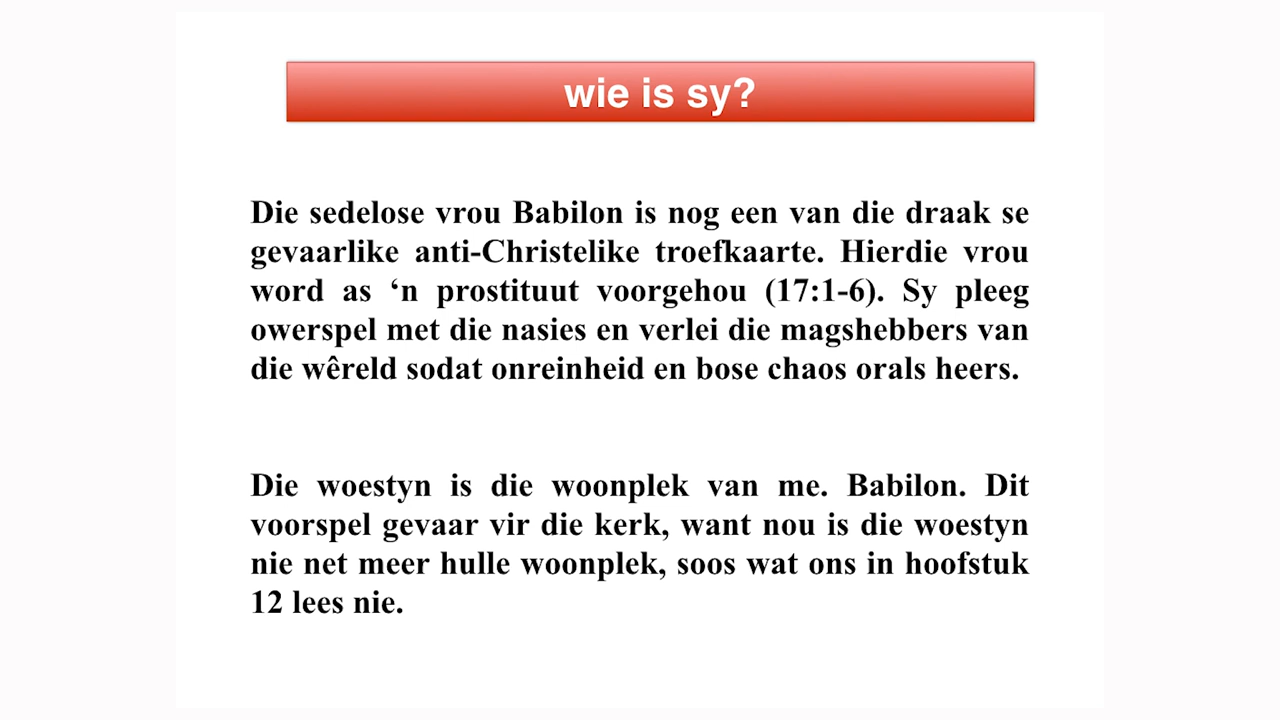 wie is sy?
Die sedelose vrou Babilon is nog een van die draak se
gevaarlike anti-Christelike troefkaarte. Hierdie vrou
word as ‘n prostituut voorgehou (17:1-6). Sy pleeg
owerspel met die nasies en verlei die magshebbers van
die wêreld sodat onreinheid en bose chaos orals heers.
Die woestyn is die woonplek van me. Babilon. Dit
voorspel gevaar vir die kerk, want nou is die woestyn
nie net meer hulle woonplek, soos wat ons in hoofstuk
12 lees nie.